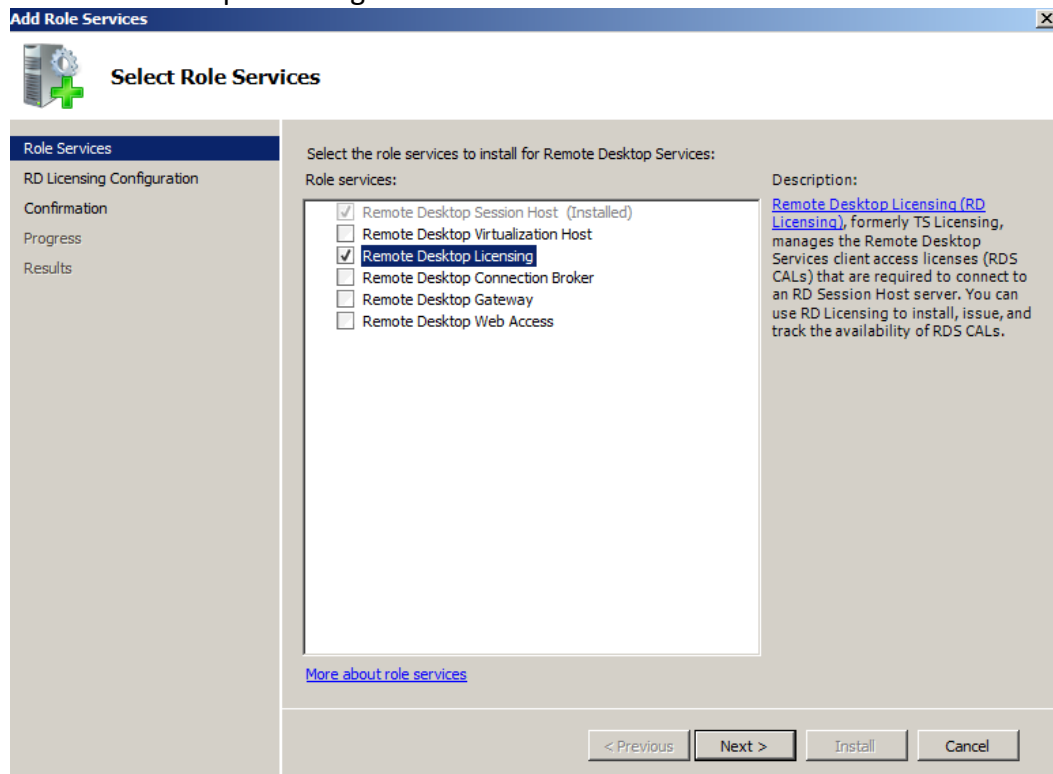 Add Role Services
Select Role Services
Role Services
RD Licensing Configuration
Confirmation
Progress
Results
Select the role services to install for Remote Desktop Services:
Role services:
Remote Desktop Session Host (Installed)
Remote Desktop Virtualization Host
Remote Desktop Licensing
Remote Desktop Connection Broker
Remote Desktop Gateway
Remote Desktop Web Access
More about role services
Description:
Remote Desktop Licensing (RD
Licensing), formerly TS Licensing,
manages the Remote Desktop
Services client access licenses (RDS
CALs) that are required to connect to
an RD Session Host server. You can
use RD Licensing to install, issue, and
track the availability of RDS CALs.
< Previous
Next >
Install
Cancel